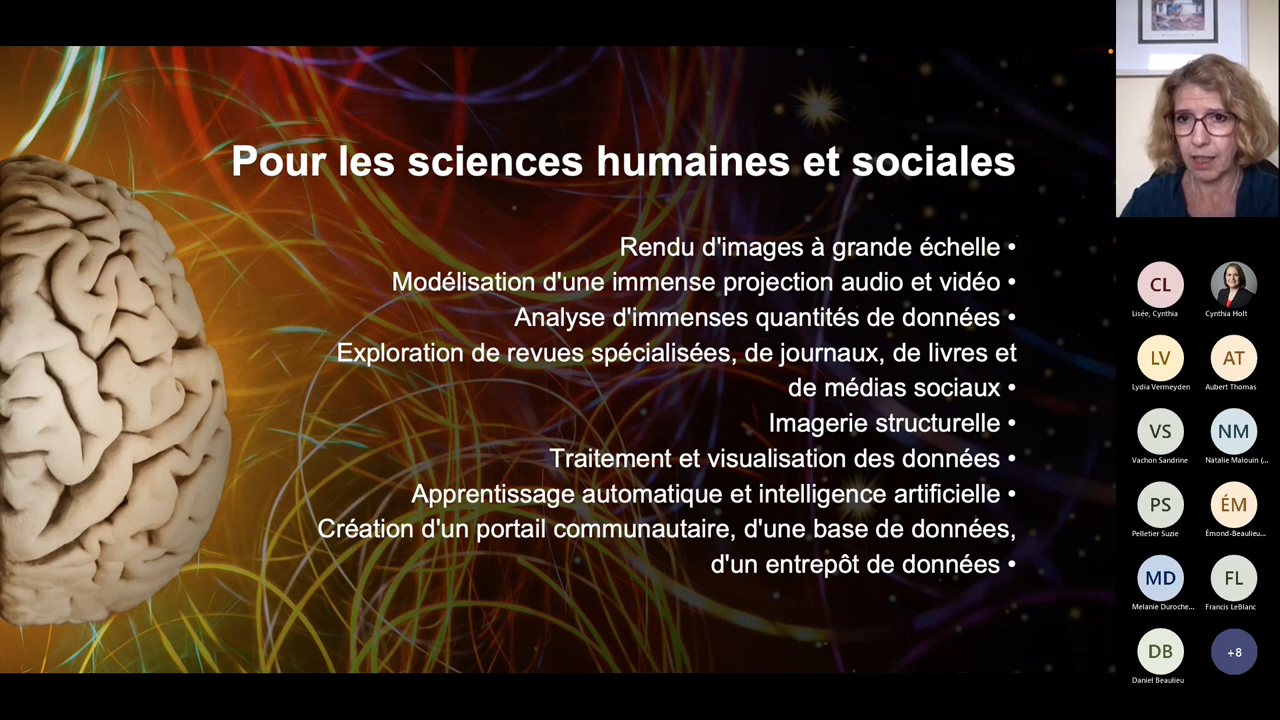 Pour les sciences humaines et sociales
Rendu d'images à grande échelle •
Modélisation d'une immense projection audio et vidéo •
Analyse d'immenses quantités de données •
Exploration de revues spécialisées, de journaux, de livres et
de médias sociaux •
Imagerie structurelle •
Traitement et visualisation des données •
Apprentissage automatique et intelligence artificielle •
Création d'un portail communautaire, d'une base de données,
d'un entrepôt de données •
CL
Lisée, Cynthia
Cynthia Holt
LV
Lydia Vermeyden
AT
Aubert Thomas
VS
Vachon Sandrine
NM
Natalie Malouin (...
PS
Pelletier Suzie
ÉM
Émond-Beaulieu...
MD
Melanie Duroche...
FL
Francis LeBlanc
DB
Daniel Beaulieu
+8